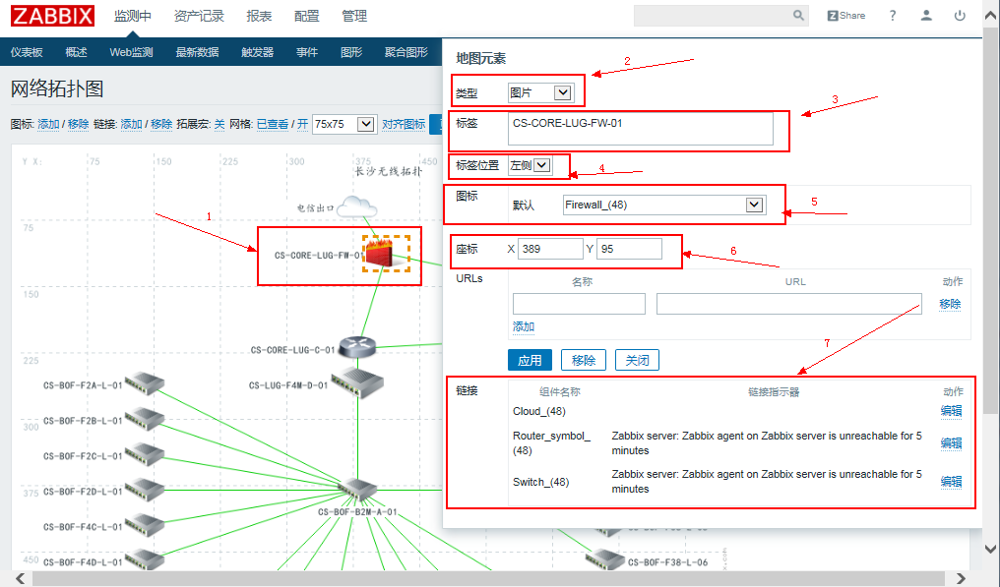 ZABBIX 监测中 资产记录 报表 配置 管理 Z Share ?
仪表板 概述 Web监测 最新数据 触发器 事件 图形 聚合图形
网络拓扑图
图标: 添加 / 移除 链接: 添加 / 移除 拓展宏: 关 网格: 已查看 / 开 75x75 对齐图标
Y X: 75 150 225 300 375 450
长沙无线拓扑
电信出口
75
1
CS-CORE-LUG-FW-01
150
CS-CORE-LUG-C-01
225
CS-BOF-F2A-L-01
CS-LUG-F4M-D-01
CS-BOF-F2B-L-01
300
CS-BOF-F2C-L-01
375
CS-BOF-F2D-L-01
CS-BOF-B2M-A-01
CS-BOF-F4C-L-01
450
CS-BOF-F4D-L-01
CS-BOF-F38-L-06
地图元素
2
类型 图片
3
标签 CS-CORE-LUG-FW-01
标签位置 左侧
4
图标 默认 Firewall_(48)
5
座标 X 389 Y 95
6
URLs 名称 URL 动作
移除
添加
应用 移除 关闭
7
链接 组件名称 链接指示器 动作
Cloud_(48) 编辑
Router_symbol_ Zabbix server: Zabbix agent on Zabbix server is unreachable for 5 编辑
(48) minutes
Switch_(48) Zabbix server: Zabbix agent on Zabbix server is unreachable for 5 编辑
minutes